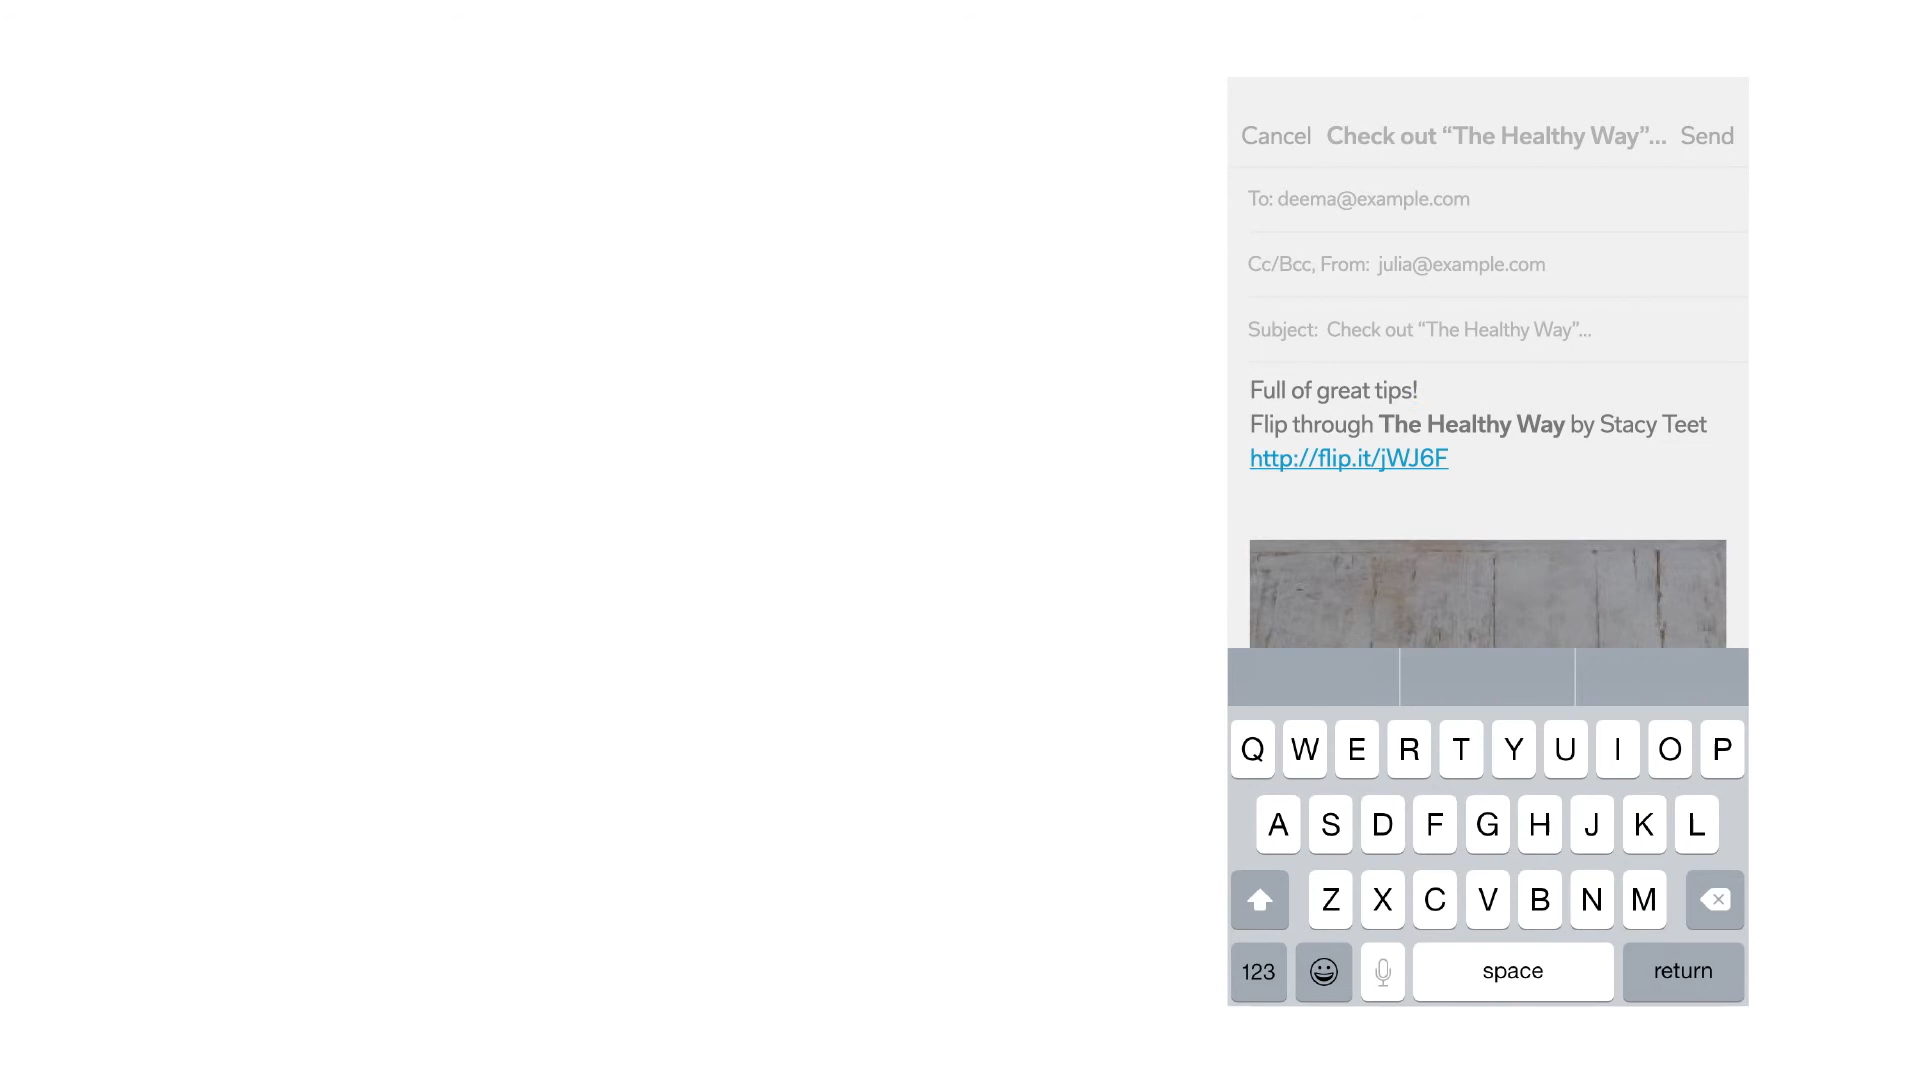 Cancel Check out “The Healthy Way”... Send
To: deema@example.com
Cc/Bcc, From: julia@example.com
Subject: Check out “The Healthy Way”...
Full of great tips!
Flip through The Healthy Way by Stacy Teet
http://flip.it/jWJ6F
Q W E R T Y U I O P
A S D F G H J K L
Z X C V B N M
123 space return